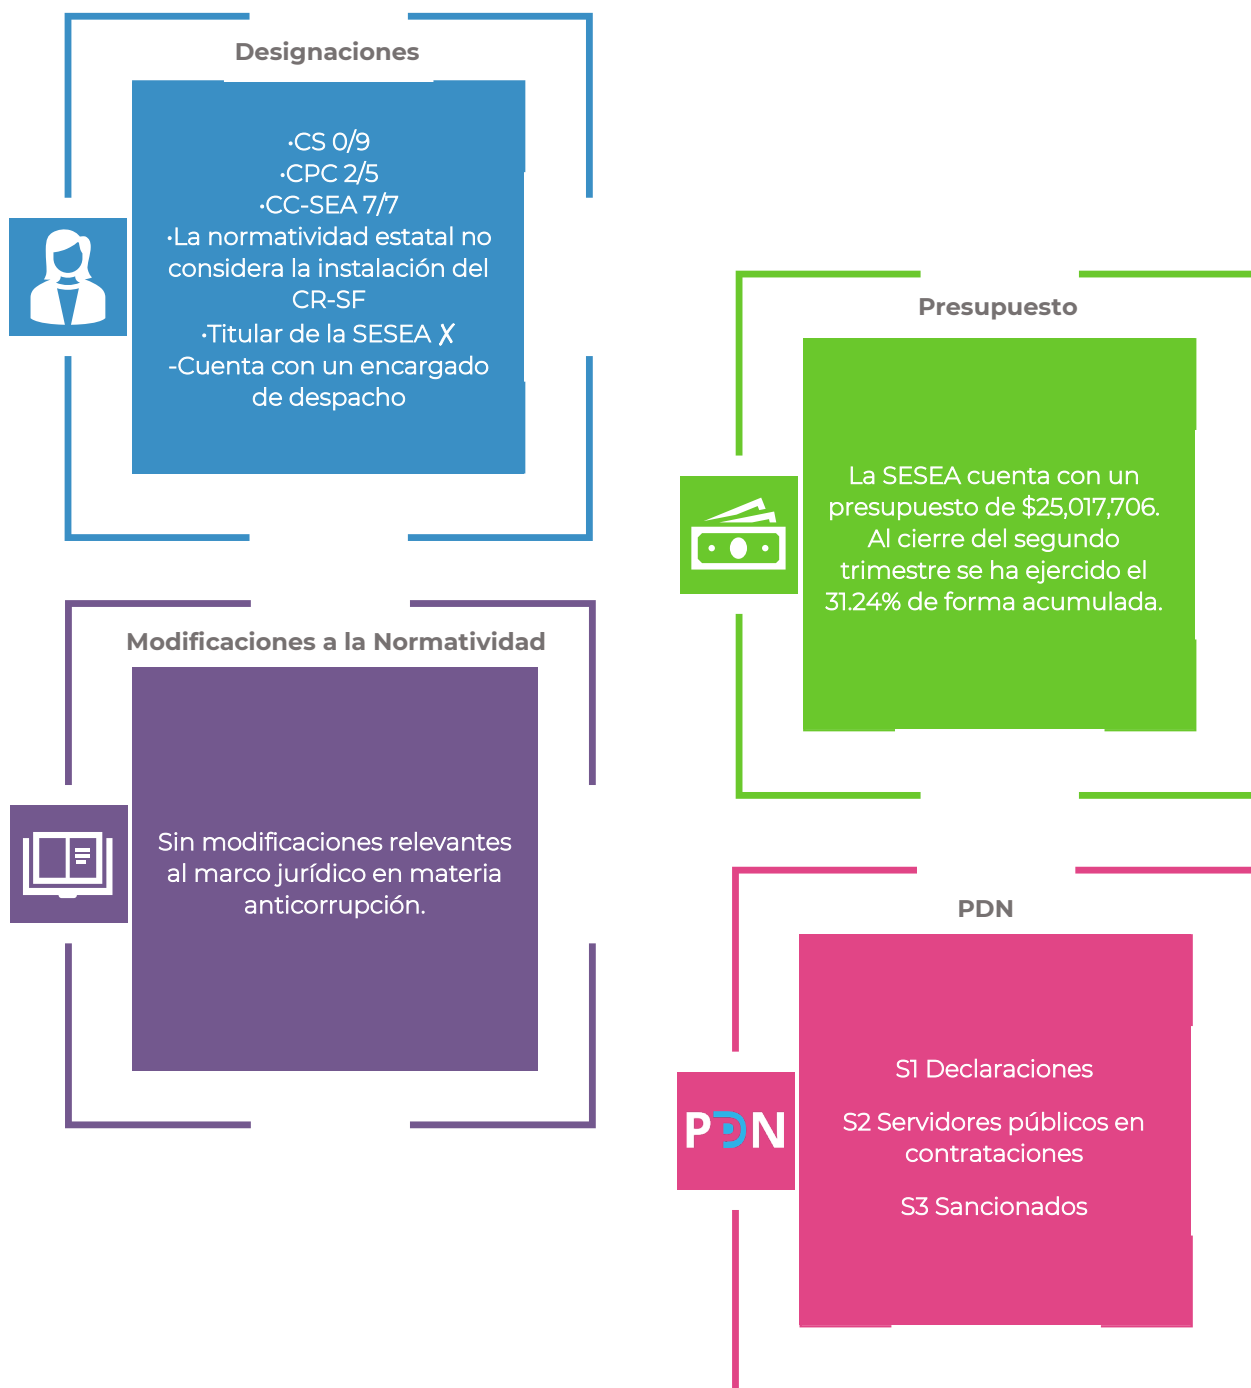 Designaciones
•CS 0/9
•CPC 2/5
•CC-SEA 7/7
•La normatividad estatal no
considera la instalación del
CR-SF
•Titular de la SESEA ✗
-Cuenta con un encargado
de despacho
Presupuesto
La SESEA cuenta con un
presupuesto de $25,017,706.
Al cierre del segundo
trimestre se ha ejercido el
31.24% de forma acumulada.
Modificaciones a la Normatividad
Sin modificaciones relevantes
al marco jurídico en materia
anticorrupción.
PDN
PDN
S1 Declaraciones
S2 Servidores públicos en
contrataciones
S3 Sancionados